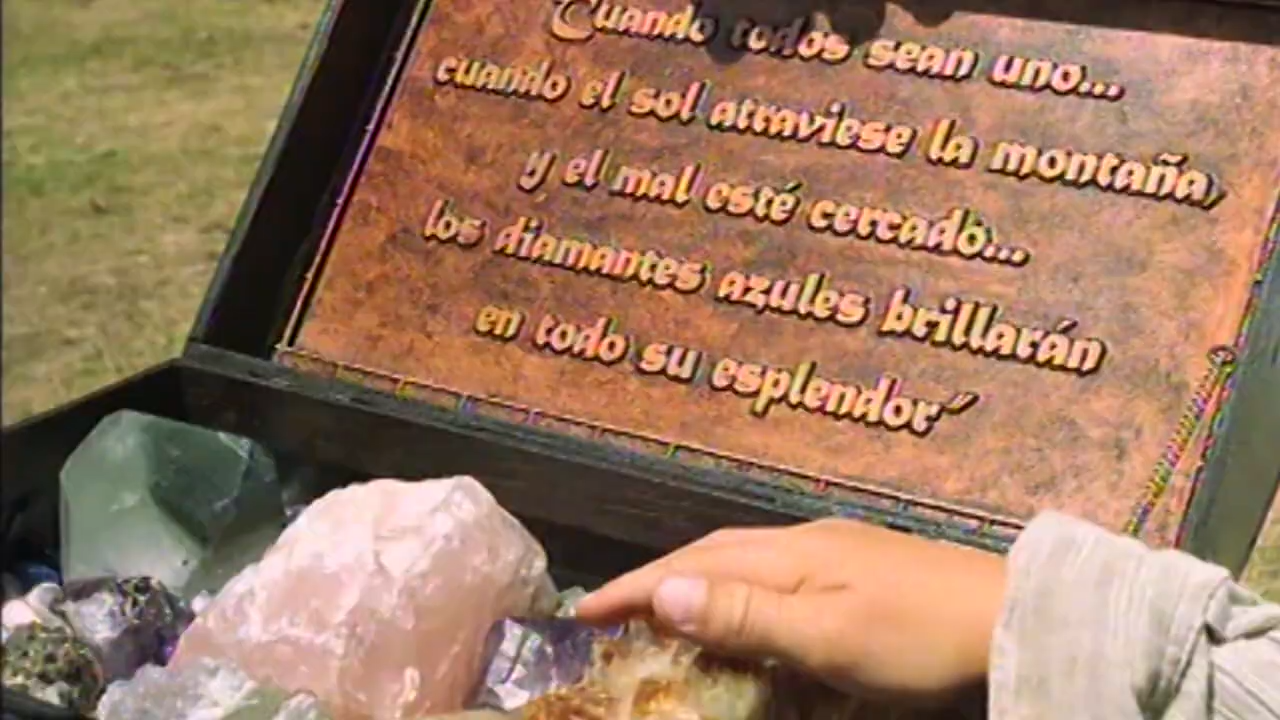 Cuando todos sean uno...
cuando el sol atraviese la montaña,
y el mal esté cercado...
los diamantes azules brillarán
en todo su esplendor”